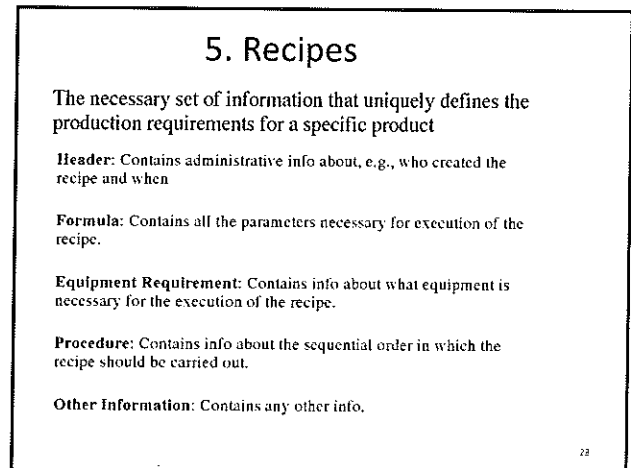 5. Recipes
The necessary set of information that uniquely defines the
production requirements for a specific product
Header: Contains administrative info about, e.g., who created the
recipe and when
Formula: Contains all the parameters necessary for execution of the
recipe.
Equipment Requirement: Contains info about what equipment is
necessary for the execution of the recipe.
Procedure: Contains info about the sequential order in which the
recipe should be carried out.
Other Information: Contains any other info.